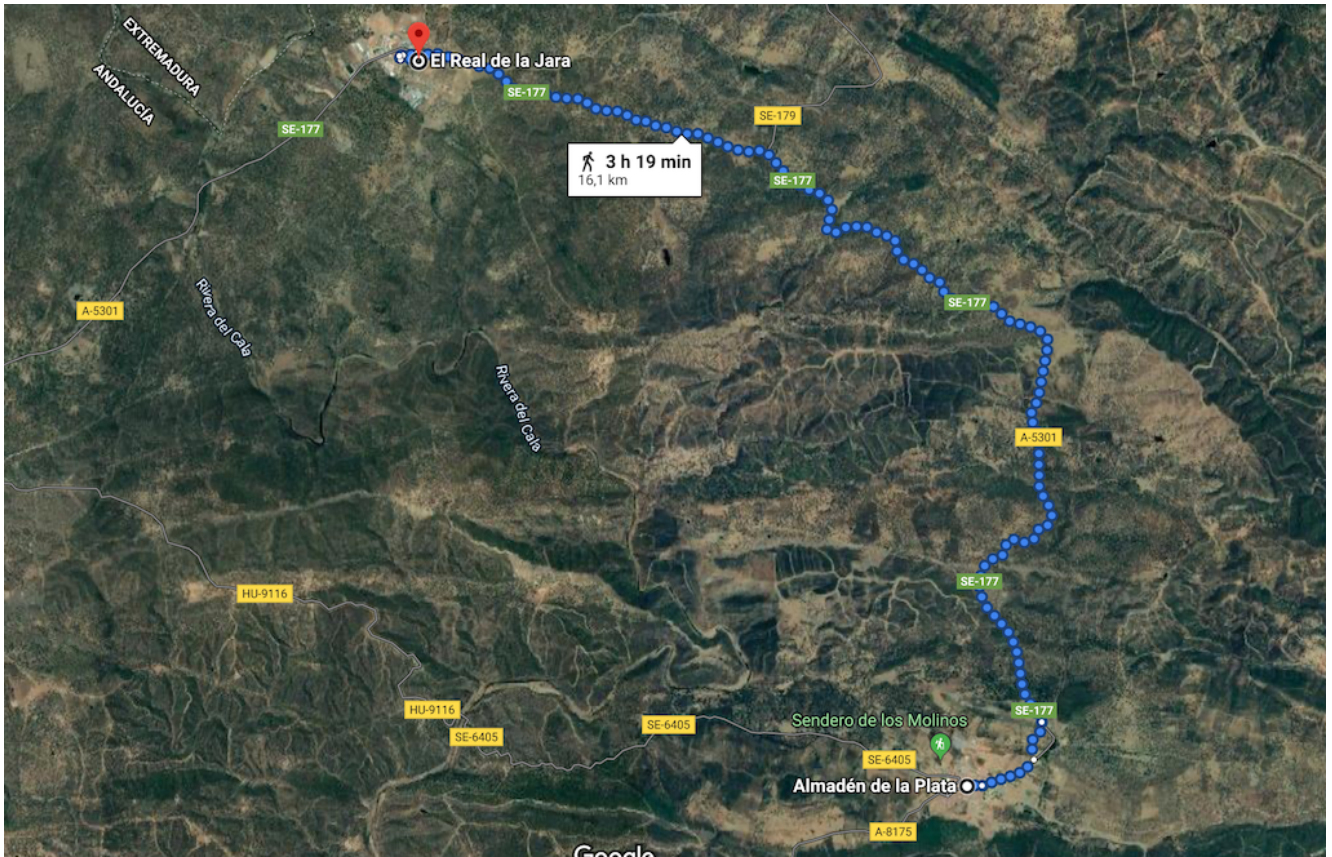 EXTREMADURA
ANDALUCÍA
El Real de la Jara
SE-177
SE-179
SE-177
3 h 19 min
16,1 km
SE-177
Rivera del Cala
A-5301
SE-177
Rivera del Cala
A-5301
SE-177
HU-9116
HU-9116
SE-177
Sendero de los Molinos
SE-6405
SE-6405
SE-6405
Almadén de la Plata
A-8175
Google